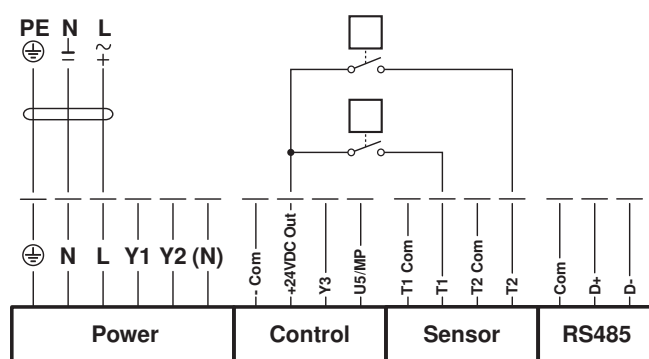 PE N L
N L Y1 Y2 (N)
- Com
+24VDC Out
Y3
U5/MP
T1 Com
T1
T2 Com
T2
Com
D+
D-
Power
Control
Sensor
RS485